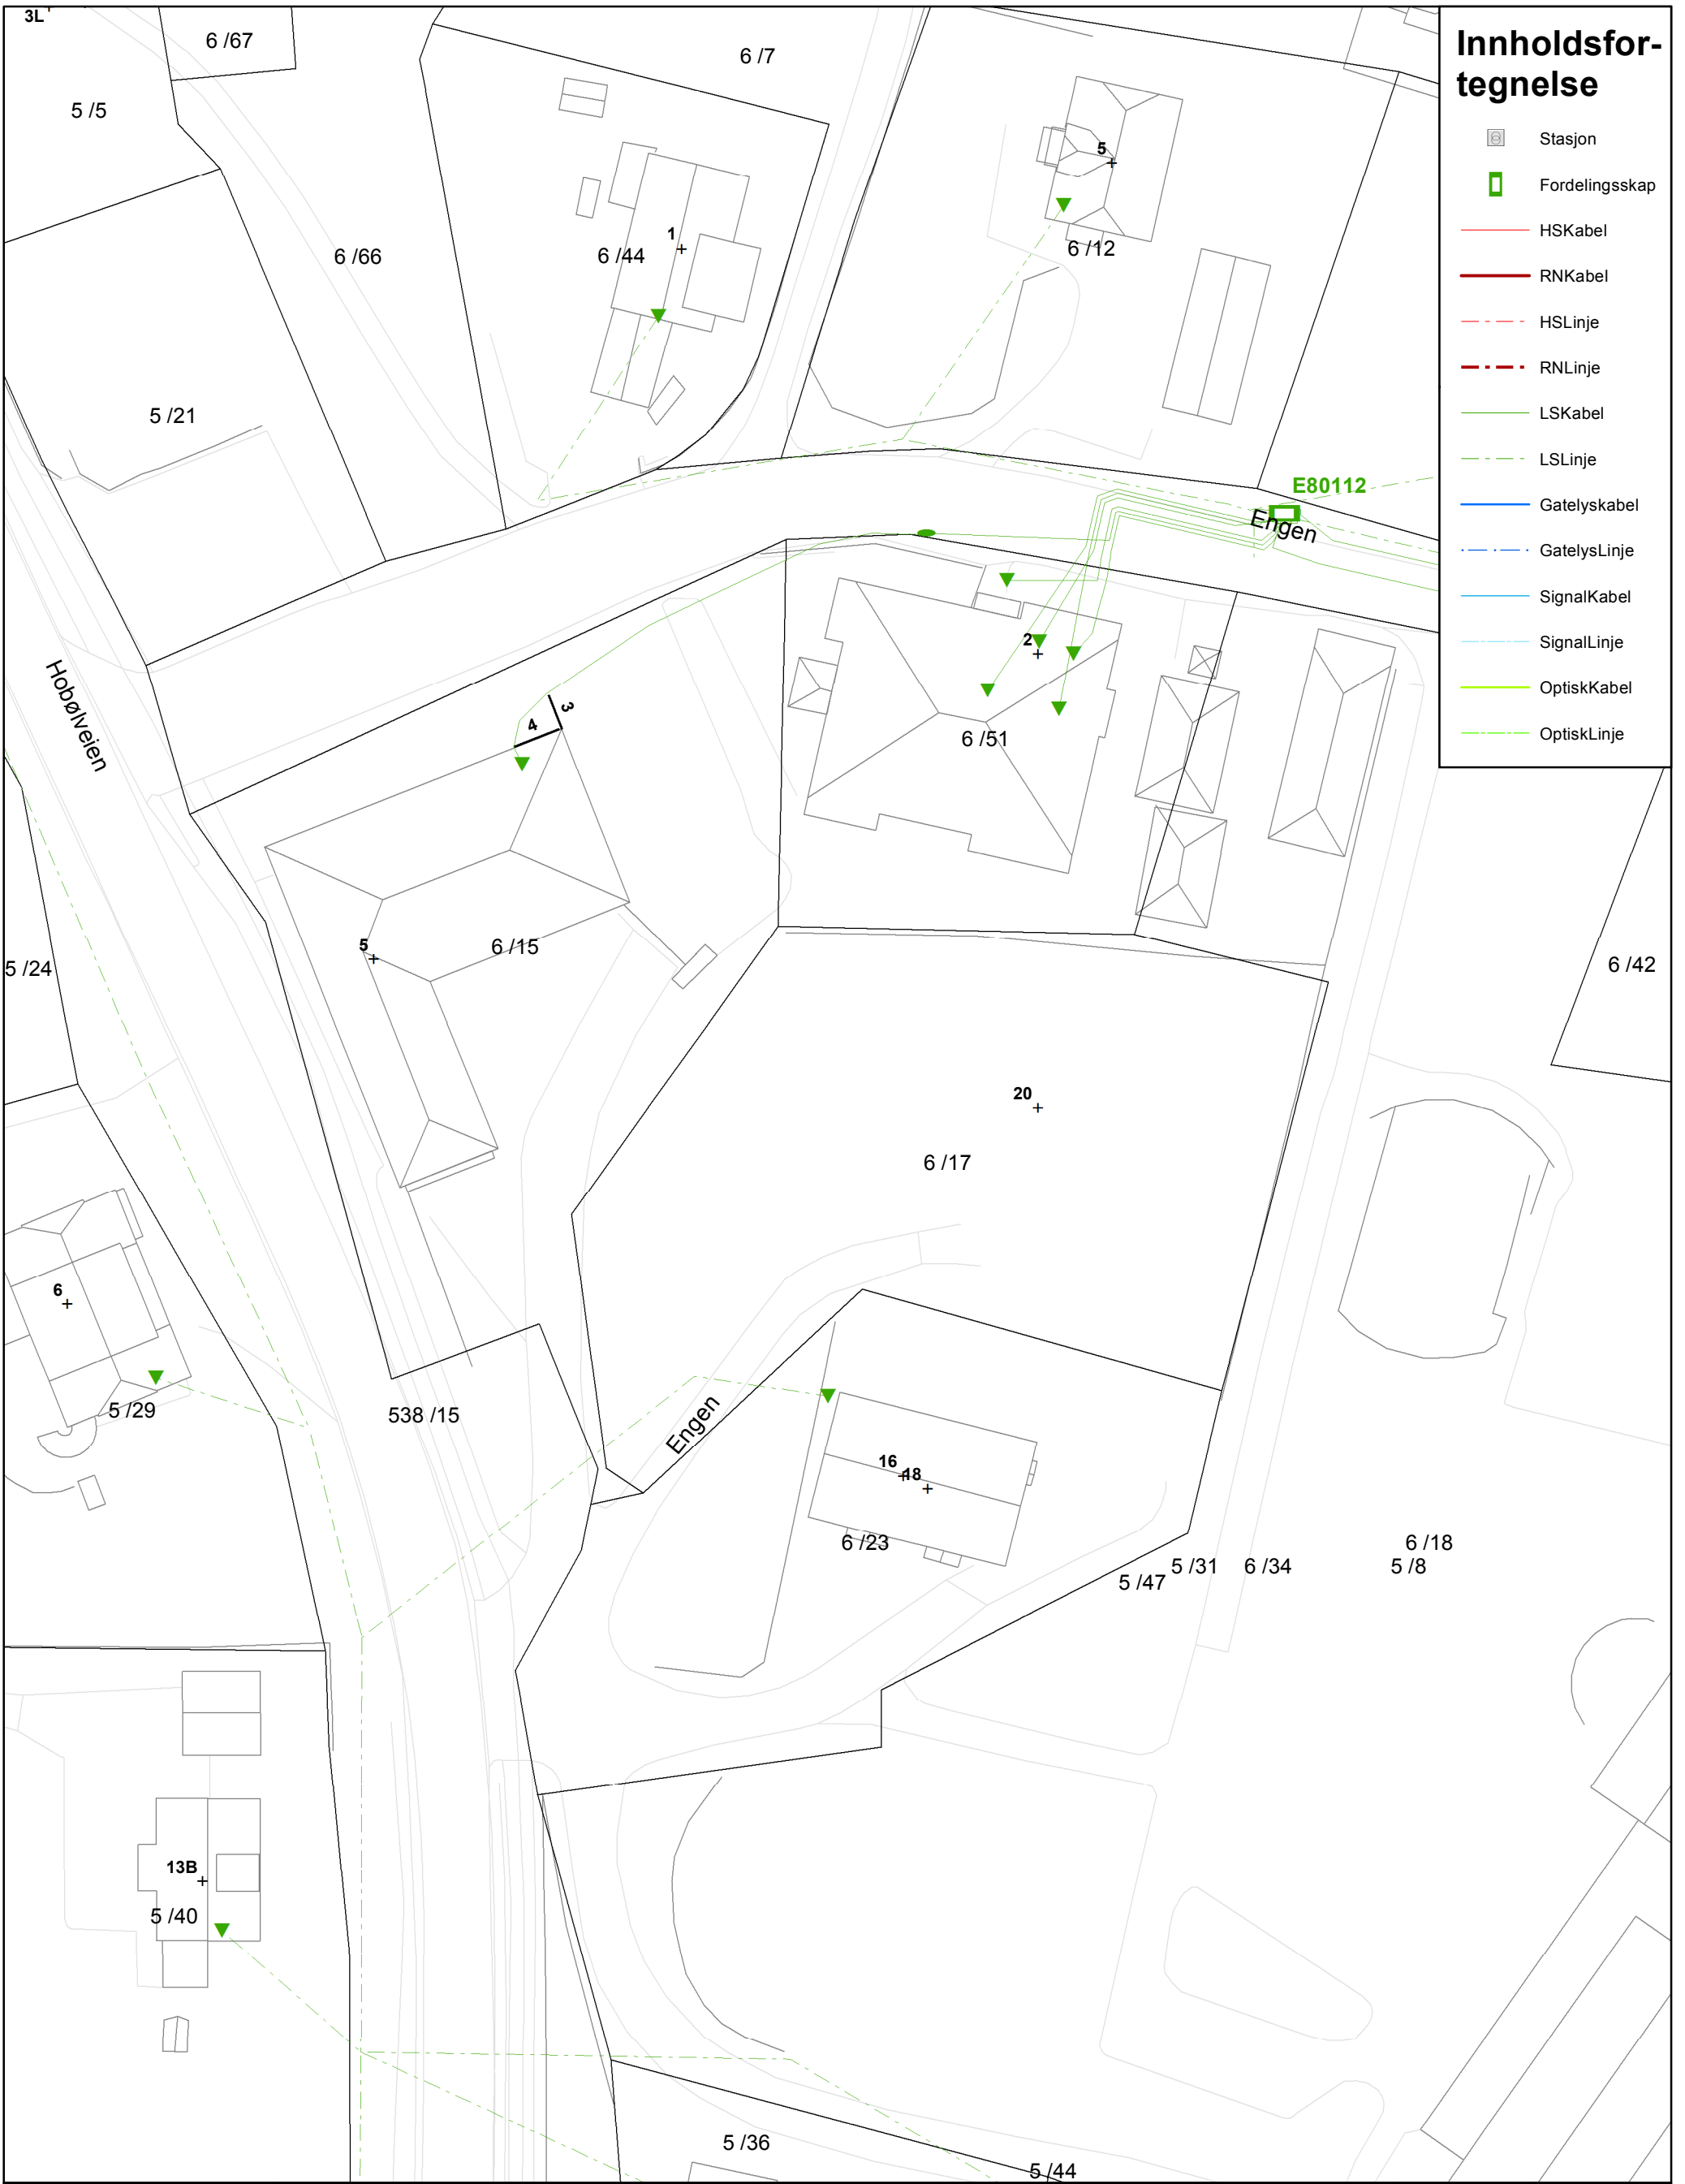 3L
6 /67
6 /7
5 /5
5
1
6 /44
6 /12
6 /66
5 /21
E80112
Engen
2
6 /51
Hobølveien
3
4
5
6 /15
5 /24
6 /42
20
6 /17
6
5 /29
538 /15
Engen
16
18
6 /23
6 /18
5 /8
5 /31
6 /34
5 /47
13B
5 /40
5 /36
5 /44
Innholdsfor-
tegnelse
Stasjon
Fordelingsskap
HSKabel
RNKabel
HSLinje
RNLinje
LSKabel
LSLinje
Gatelyskabel
GatelysLinje
SignalKabel
SignalLinje
OptiskKabel
OptiskLinje